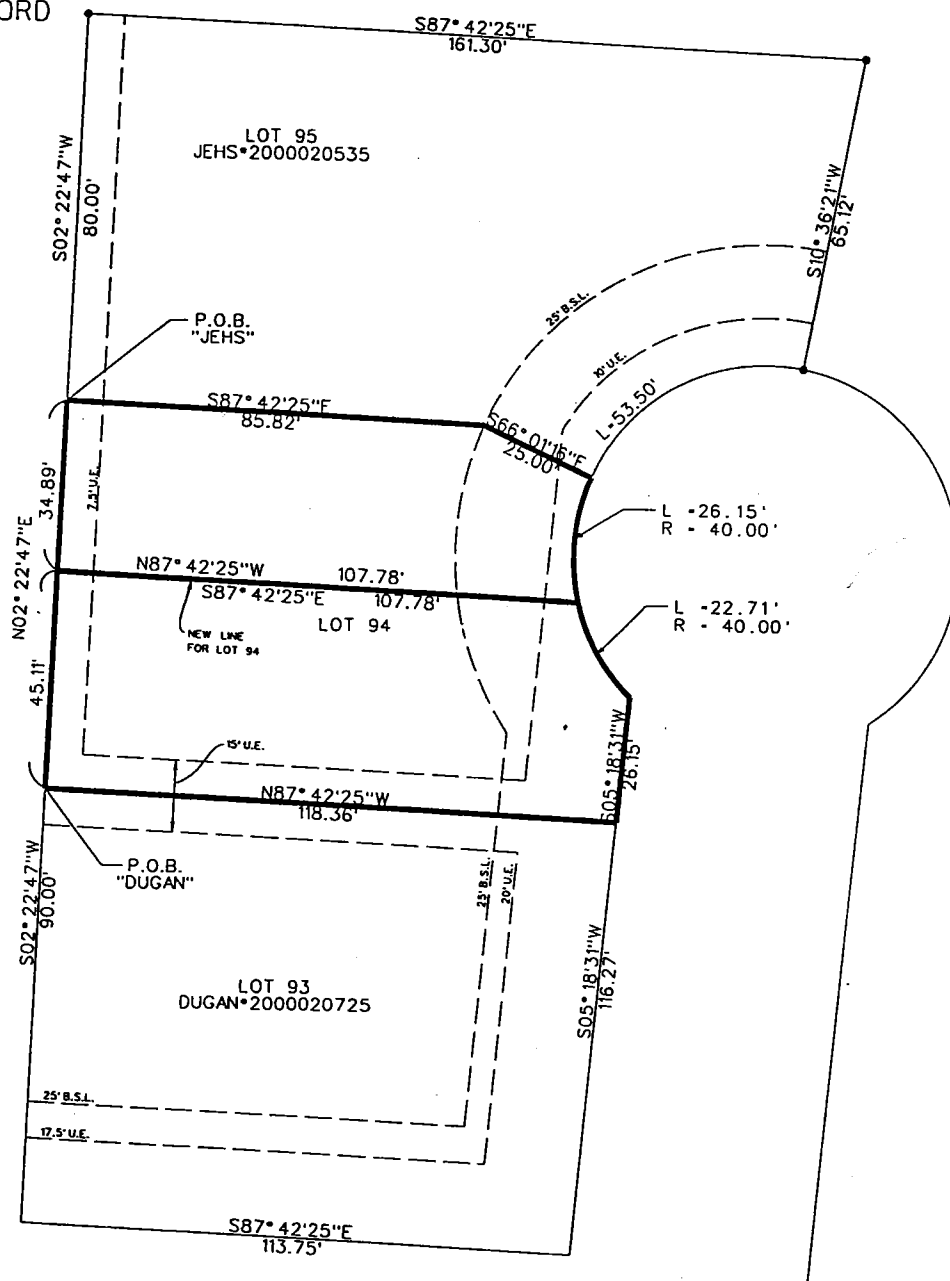 ORD
S87°42'25"E
161.30'
LOT 95
JEHS*2000020535
S02°22'47"W
80.00'
S10°36'21"W
65.12'
25' B.S.L.
10' U.E.
P.O.B.
"JEHS"
L=53.50'
S87°42'25"E
85.82'
S66°01'16"E
25.00'
34.89'
7.5' U.E.
L =26.15'
R = 40.00'
N02°22'47"E
N87°42'25"W
107.78'
S87°42'25"E
107.78'
LOT 94
NEW LINE
FOR LOT 94
L =22.71'
R = 40.00'
45.11'
15' U.E.
S05°18'31"W
26.15'
N87°42'25"W
118.36'
P.O.B.
"DUGAN"
S02°22'47"W
90.00'
25' B.S.L.
20' U.E.
LOT 93
DUGAN*2000020725
S05°18'31"W
116.27'
25' B.S.L.
17.5' U.E.
S87°42'25"E
113.75'